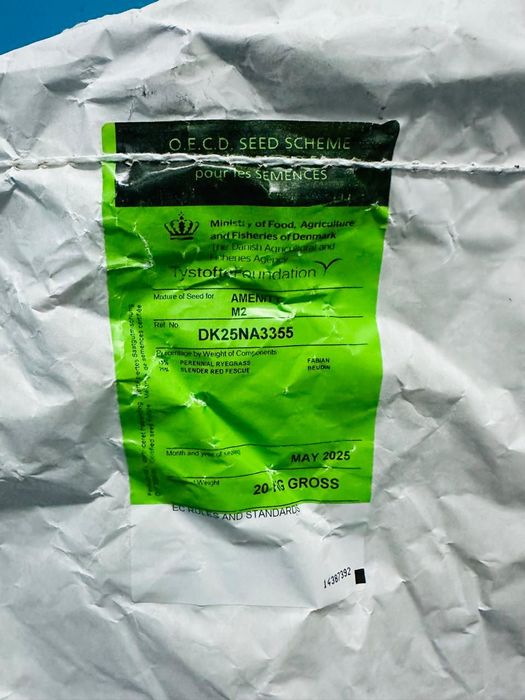 O.E.C.D. SEED SCHEME
pour les SEMENCES
Ministry of Food, Agriculture
and Fisheries of Denmark
The Danish Agricultural and
Fisheries Agency
Tystofte Foundation
Mixture of Seed for
M2
Ref No
DK25NA3355
Percentage by Weight of Components
PERENNIAL RYEGRASS FABIAN
SLENDER RED FESCUE BEUDIN
Month and year of sealing MAY 2025
Weight 20 KG GROSS
EC RULES AND STANDARDS
14387392